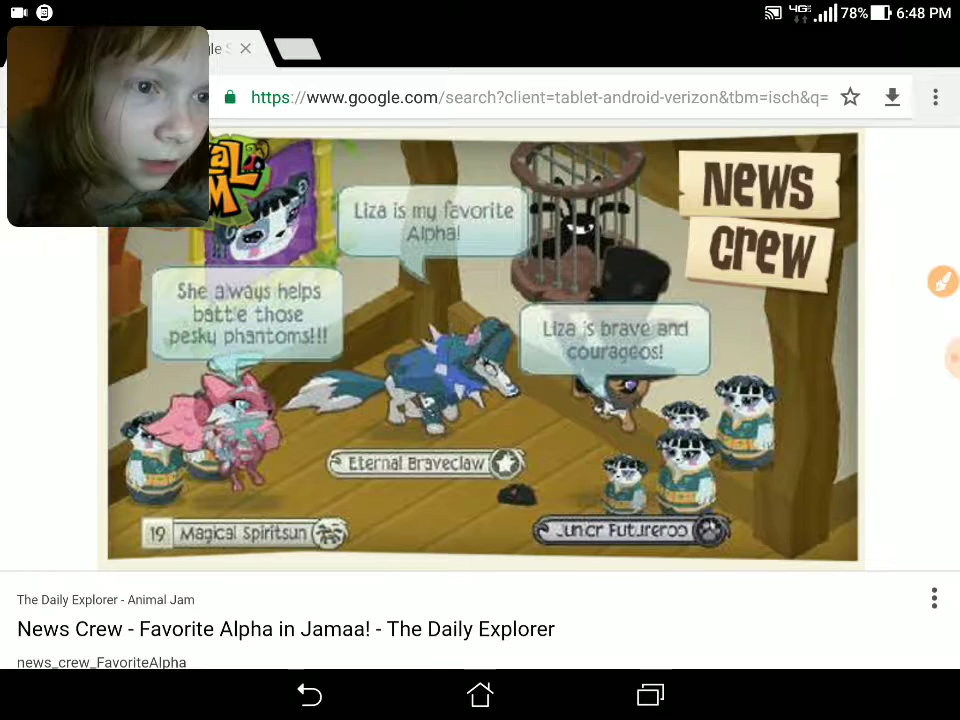 78% 6:48 PM
https://www.google.com/search?client=tablet-android-verizon&tbm=isch&q=
News
crew
Liza is my favorite
Alpha!
She always helps
battle those
pesky phantoms!!!
Liza is brave and
courageos!
Eternal Braveclaw
19 Magical Spiritsun
Junior Futureroo
The Daily Explorer - Animal Jam
News Crew - Favorite Alpha in Jamaa! - The Daily Explorer
news_crew_FavoriteAlpha